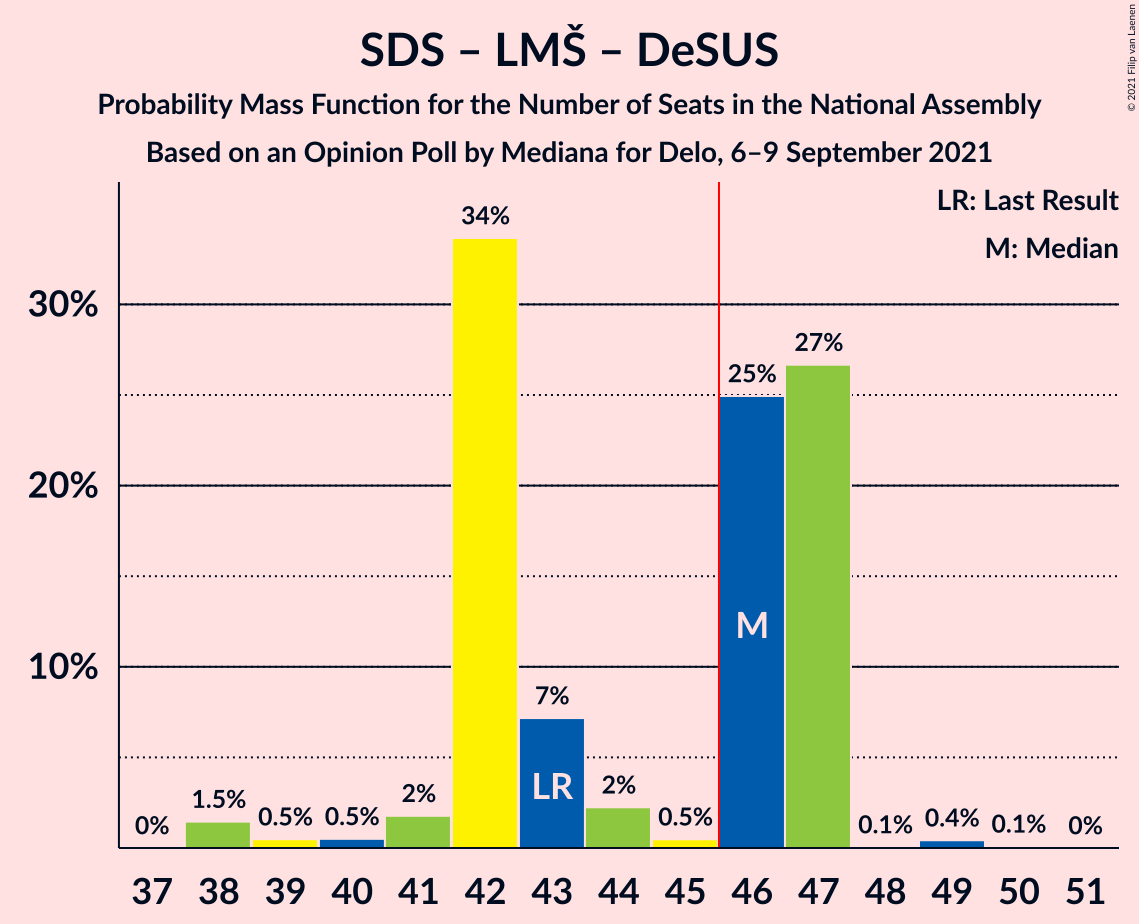 SDS – LMŠ – DeSUS
Probability Mass Function for the Number of Seats in the National Assembly
Based on an Opinion Poll by Mediana for Delo, 6–9 September 2021
© 2021 Filip van Laenen
LR: Last Result
M: Median
34%
30%
27%
25%
20%
M
10%
7%
LR
2%
2%
1.5%
0.5%
0.5%
0.5%
0.4%
0%
0.1%
0.1%
0%
37 38 39 40 41 42 43 44 45 46 47 48 49 50 51